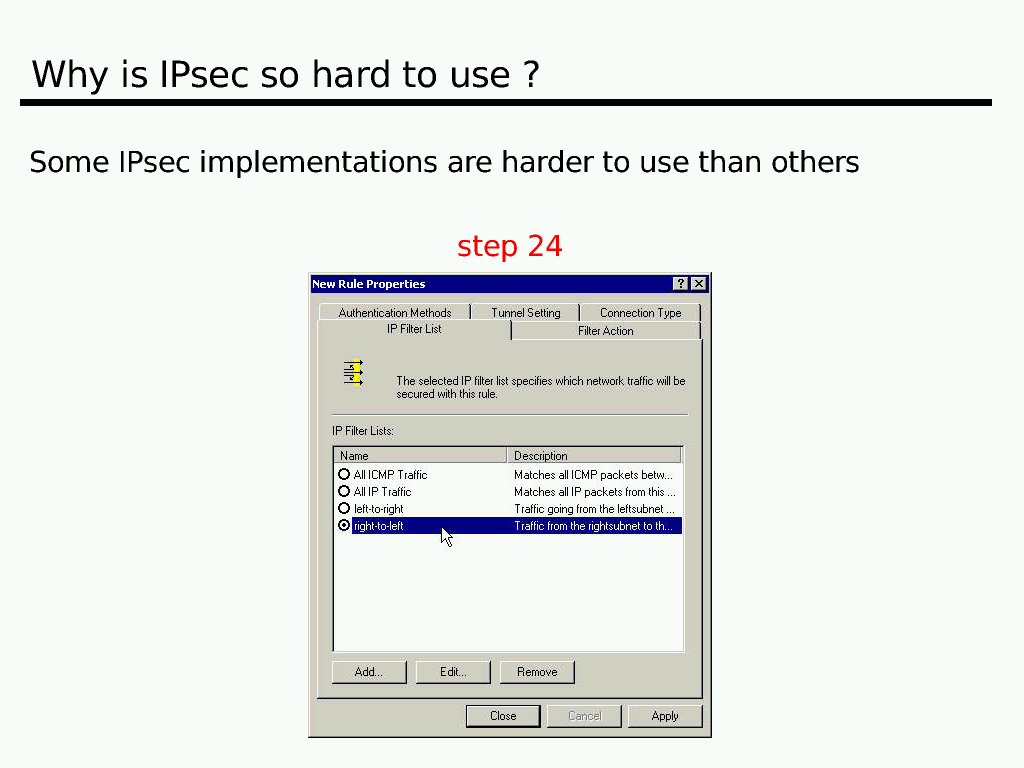 Why is IPsec so hard to use ?
Some IPsec implementations are harder to use than others
step 24
New Rule Properties
Authentication Methods Tunnel Setting Connection Type
IP Filter List Filter Action
The selected IP filter list specifies which network traffic will be
secured with this rule.
IP Filter Lists:
Name Description
All ICMP Traffic Matches all ICMP packets betw...
All IP Traffic Matches all IP packets from this ...
left-to-right Traffic going from the leftsubnet ...
right-to-left Traffic from the rightsubnet to th...
Add... Edit... Remove
Close Cancel Apply